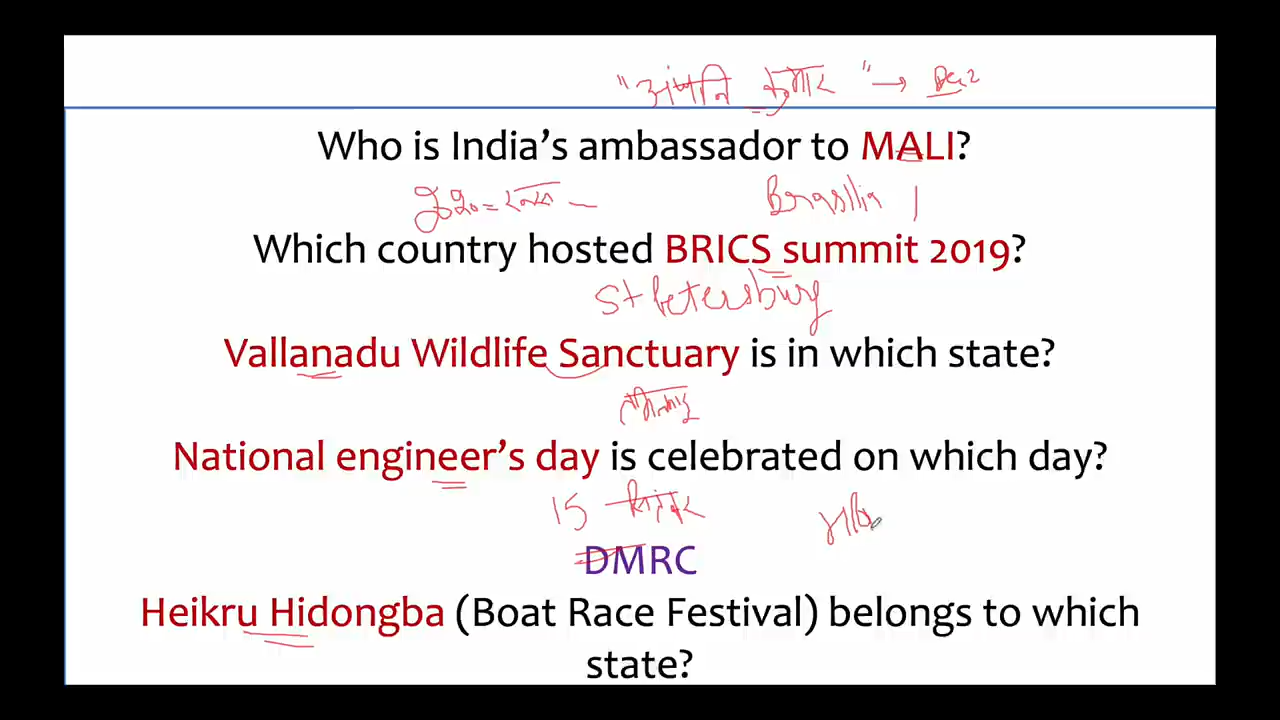 "अंजनि कुमार" →
Who is India's ambassador to MALI?
Brasilia
Which country hosted BRICS summit 2019?
St Petersburg
Vallanadu Wildlife Sanctuary is in which state?
National engineer's day is celebrated on which day?
15 सितंबर
DMRC
Heikru Hidongba (Boat Race Festival) belongs to which
state?